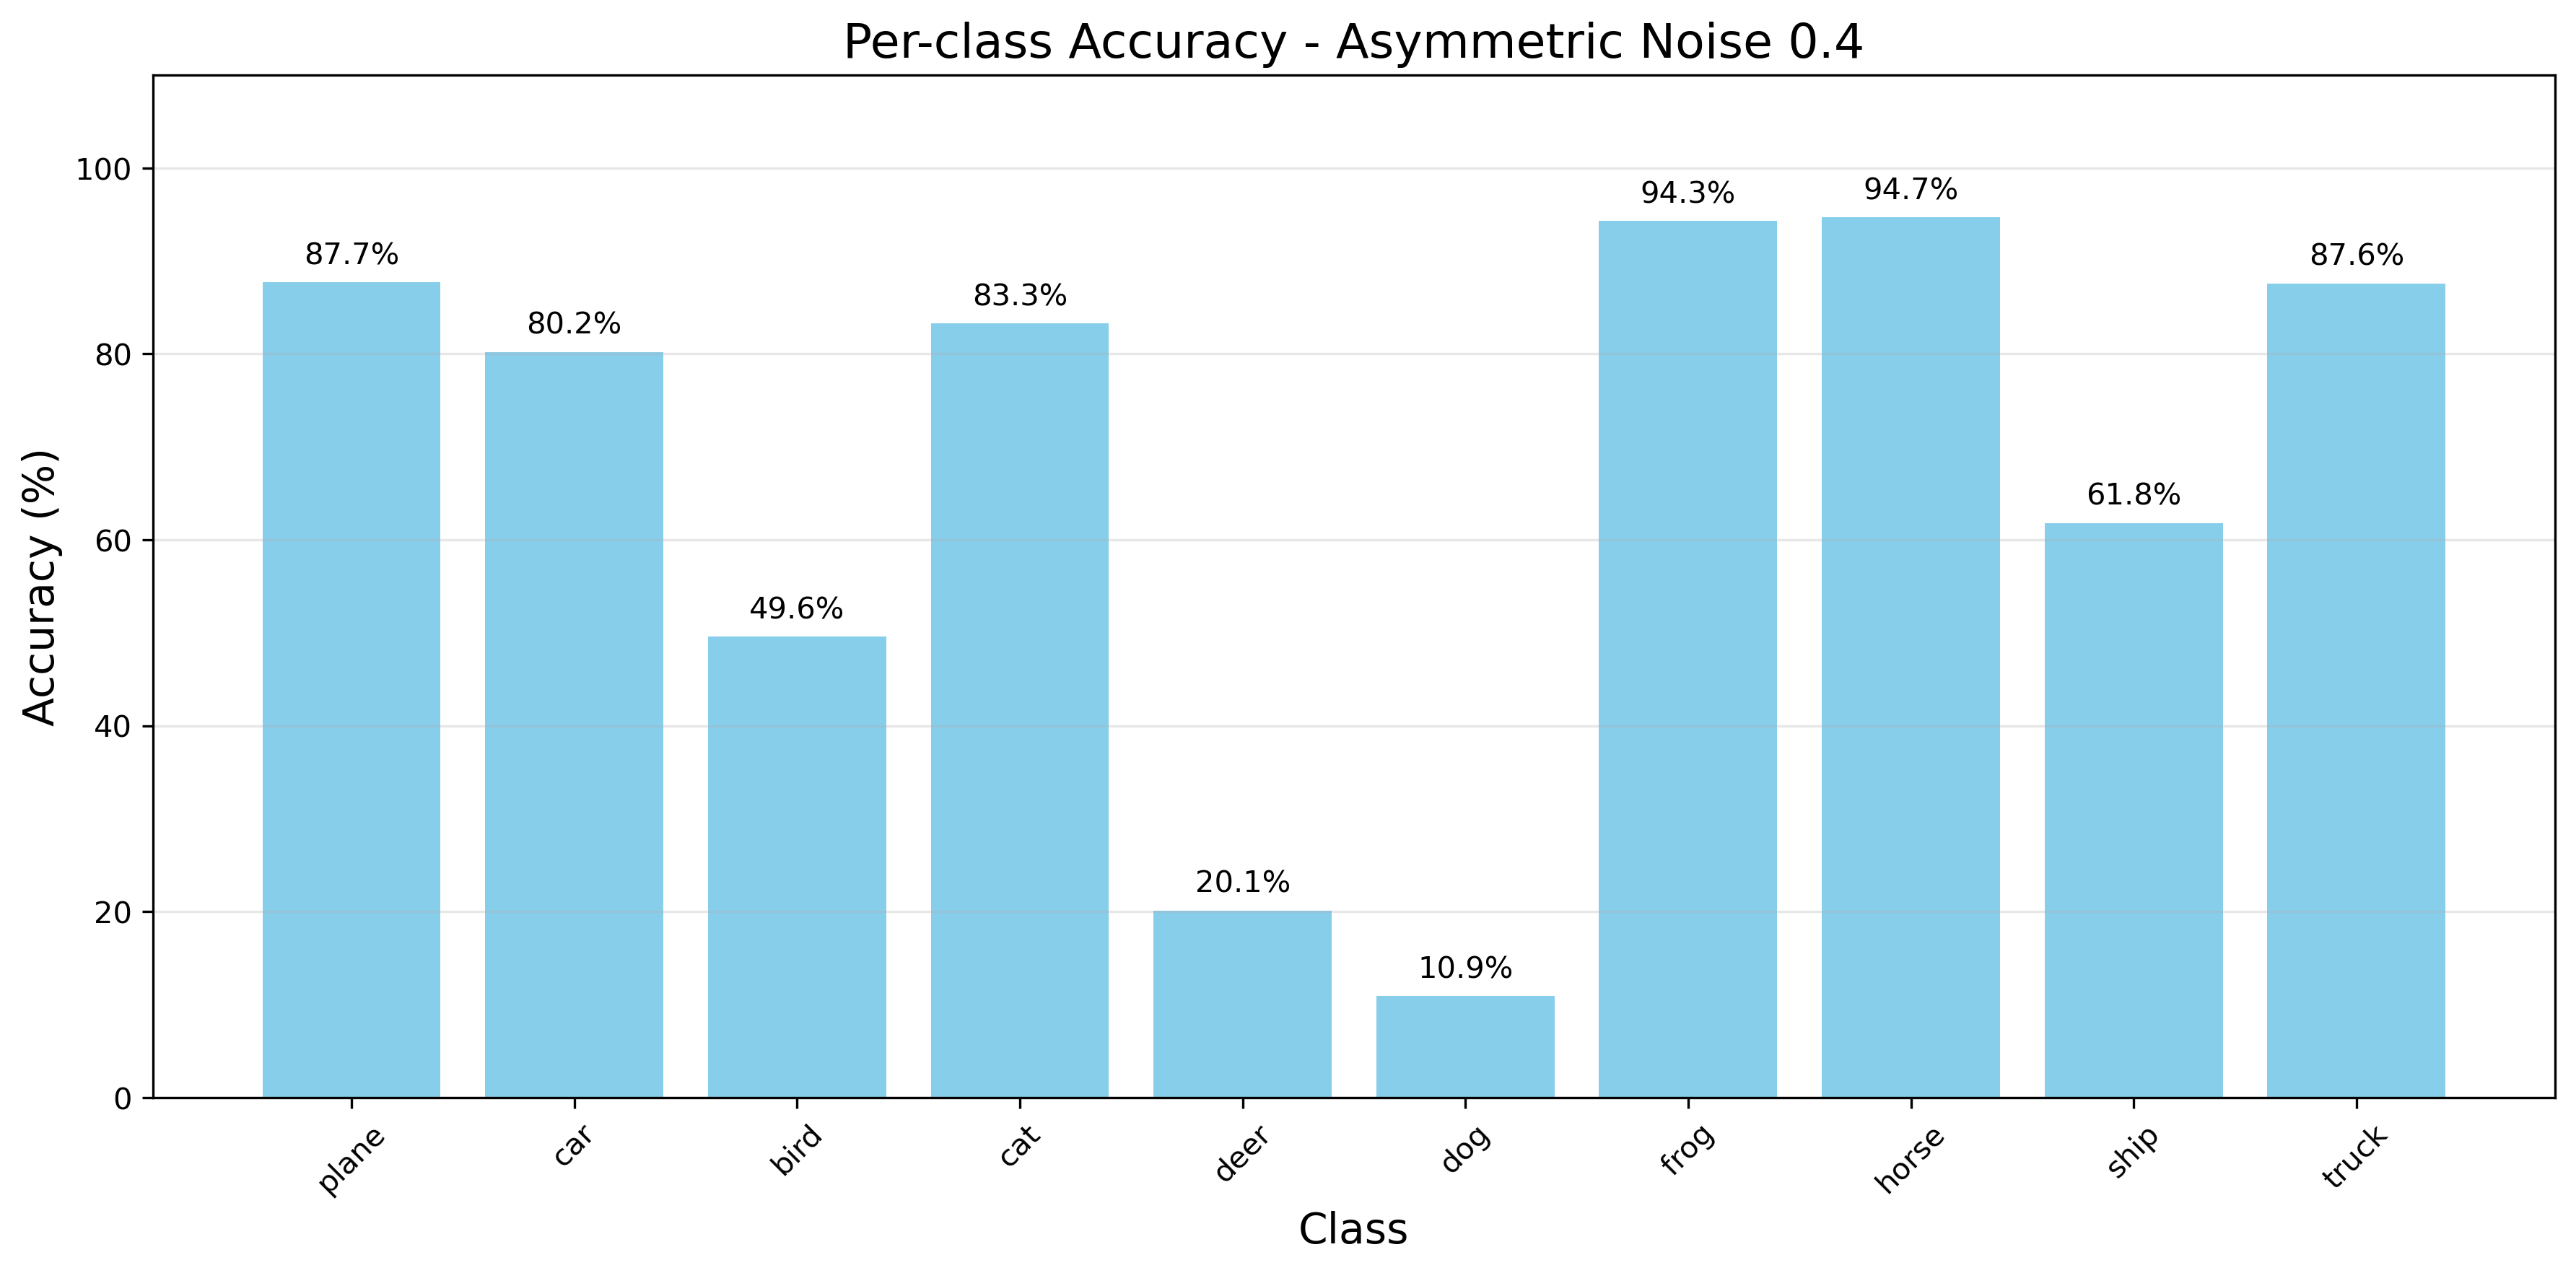 Per-class Accuracy - Asymmetric Noise 0.4
Accuracy (%)
100
80
60
40
20
0
87.7%
80.2%
49.6%
83.3%
20.1%
10.9%
94.3%
94.7%
61.8%
87.6%
plane
car
bird
cat
deer
dog
frog
horse
ship
truck
Class